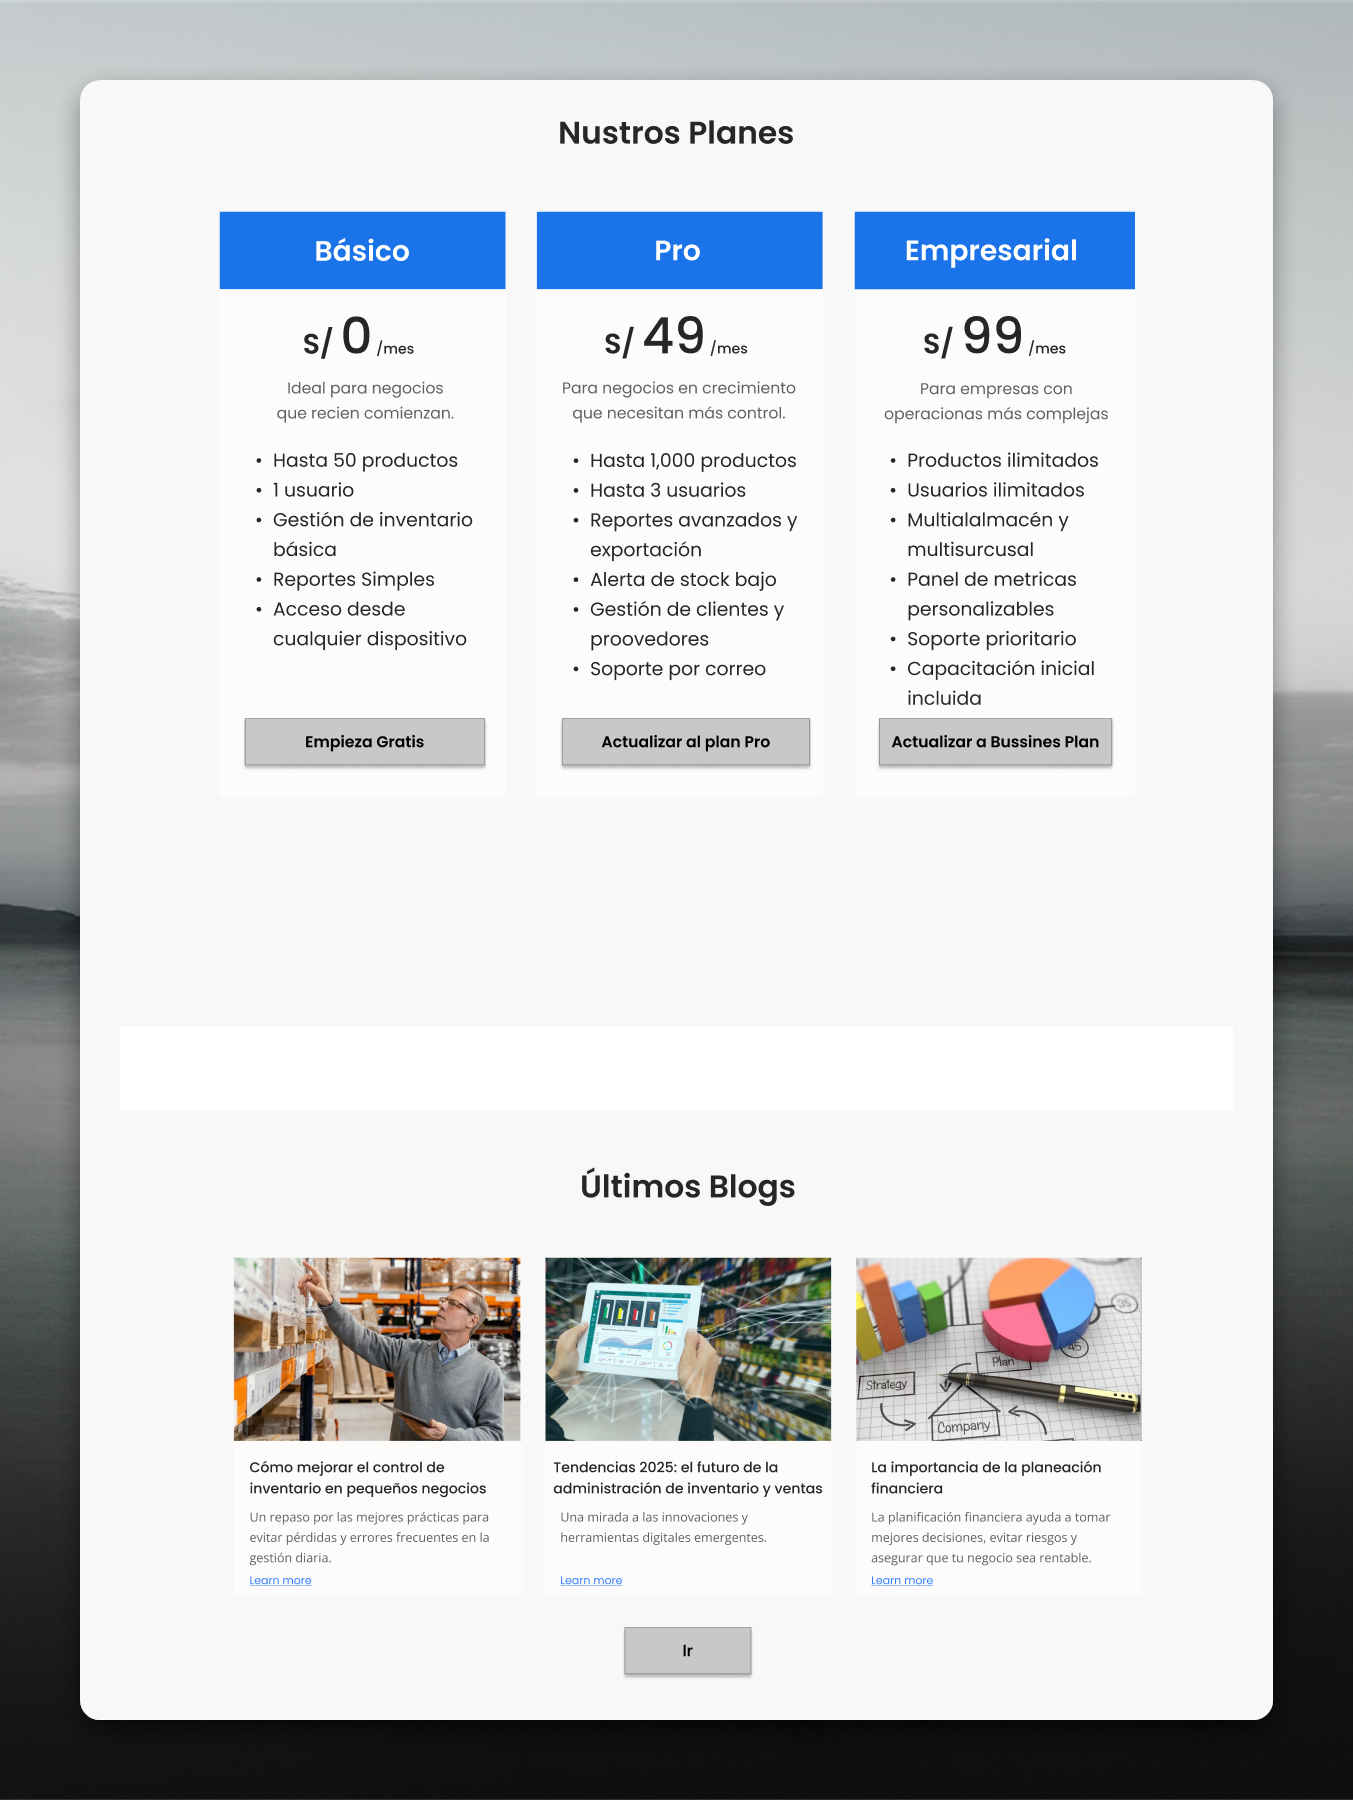 Nustros Planes
Básico
s/ 0 /mes
Ideal para negocios
que recien comienzan.
• Hasta 50 productos
• 1 usuario
• Gestión de inventario
básica
• Reportes Simples
• Acceso desde
cualquier dispositivo
Empieza Gratis
Pro
s/ 49 /mes
Para negocios en crecimiento
que necesitan más control.
• Hasta 1,000 productos
• Hasta 3 usuarios
• Reportes avanzados y
exportación
• Alerta de stock bajo
• Gestión de clientes y
proovedores
• Soporte por correo
Actualizar al plan Pro
Empresarial
s/ 99 /mes
Para empresas con
operacionas más complejas
• Productos ilimitados
• Usuarios ilimitados
• Multialalmacén y
multisurcusal
• Panel de metricas
personalizables
• Soporte prioritario
• Capacitación inicial
incluida
Actualizar a Bussines Plan
Últimos Blogs
Cómo mejorar el control de
inventario en pequeños negocios
Un repaso por las mejores prácticas para
evitar pérdidas y errores frecuentes en la
gestión diaria.
Learn more
Tendencias 2025: el futuro de la
administración de inventario y ventas
Una mirada a las innovaciones y
herramientas digitales emergentes.
Learn more
35
45
Plan
Strategy
Company
La importancia de la planeación
financiera
La planificación financiera ayuda a tomar
mejores decisiones, evitar riesgos y
asegurar que tu negocio sea rentable.
Learn more
Ir